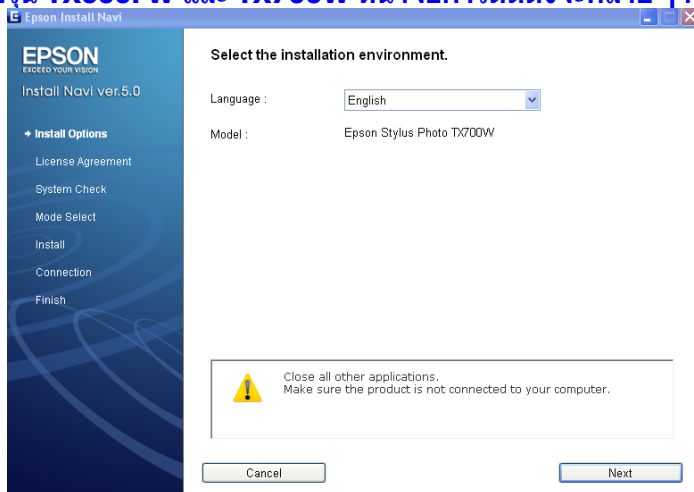 TX700W
Epson Install Navi
EPSON
EXCEED YOUR VISION
Install Navi ver.5.0
Install Options
License Agreement
System Check
Mode Select
Install
Connection
Finish
Select the installation environment.
Language : English
Model : Epson Stylus Photo TX700W
Close all other applications.
Make sure the product is not connected to your computer.
Cancel Next